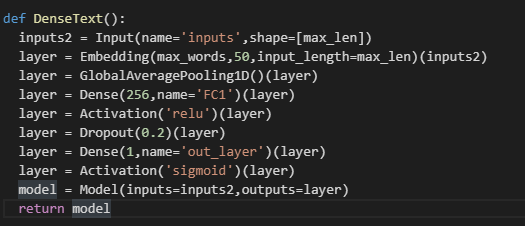 def DenseText():
  inputs2 = Input(name='inputs',shape=[max_len])
  layer = Embedding(max_words,50,input_length=max_len)(inputs2)
  layer = GlobalAveragePooling1D()(layer)
  layer = Dense(256,name='FC1')(layer)
  layer = Activation('relu')(layer)
  layer = Dropout(0.2)(layer)
  layer = Dense(1,name='out_layer')(layer)
  layer = Activation('sigmoid')(layer)
  model = Model(inputs=inputs2,outputs=layer)
  return model